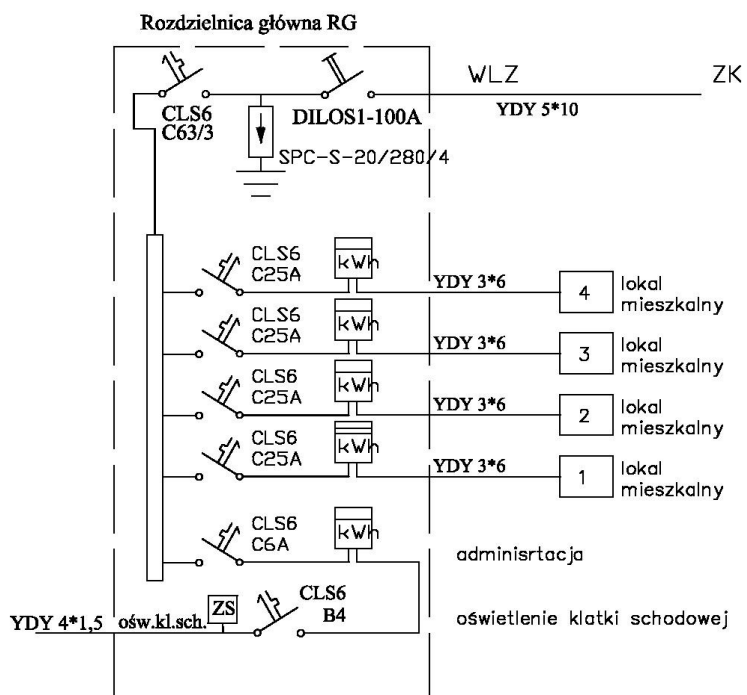 Rozdzielnica główna RG
WLZ
ZK
CLS6
C63/3
DILOS1-100A
YDY 5*10
SPC-S-20/280/4
CLS6
C25A
kWh
YDY 3*6
4
lokal
mieszkalny
CLS6
C25A
kWh
YDY 3*6
3
lokal
mieszkalny
CLS6
C25A
kWh
YDY 3*6
2
lokal
mieszkalny
CLS6
C25A
kWh
YDY 3*6
1
lokal
mieszkalny
CLS6
C6A
kWh
adminisrtacja
YDY 4*1,5
ośw.kl.sch.
ZS
CLS6
B4
oświetlenie klatki schodowej